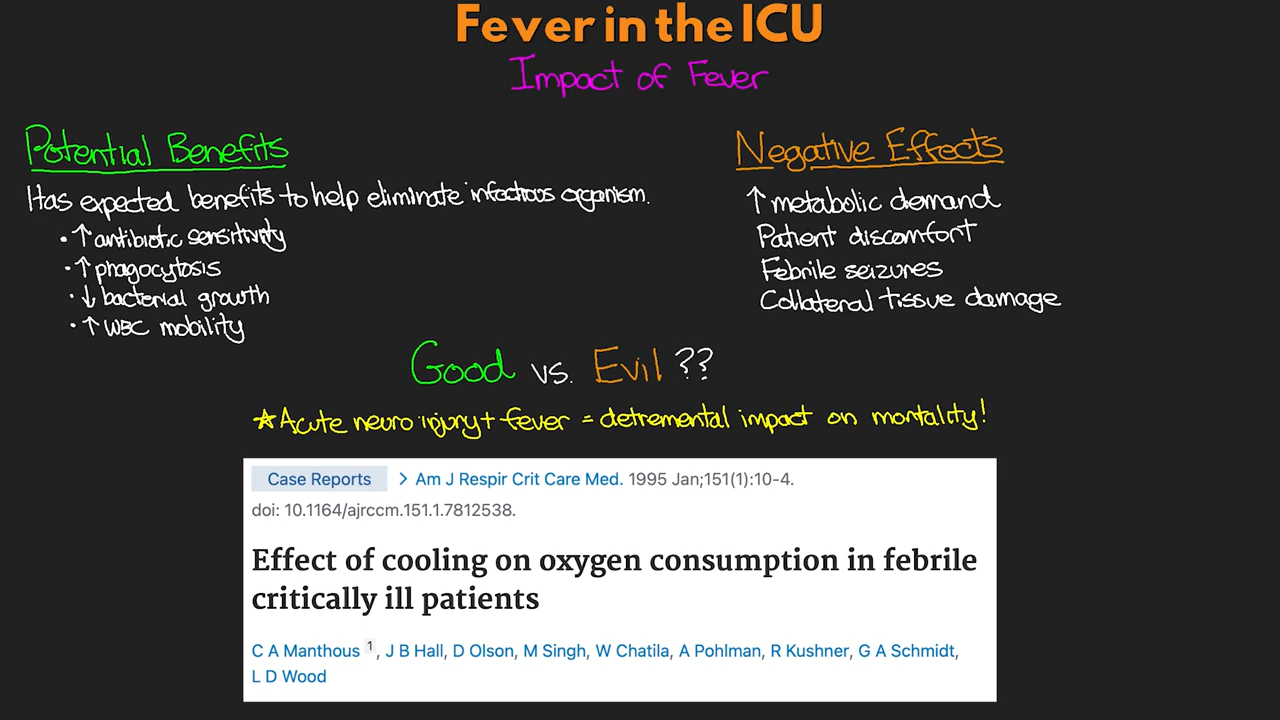 Fever in the ICU
Impact of Fever
Potential Benefits
Has expected benefits to help eliminate infectious organism.
• ↑ antibiotic sensitivity
• ↑ phagocytosis
• ↓ bacterial growth
• ↑ WBC mobility
Negative Effects
↑ metabolic demand
Patient discomfort
Febrile seizures
Collateral tissue damage
Good vs. Evil ??
★ Acute neuro injury + fever = detremental impact on mortality!
Case Reports > Am J Respir Crit Care Med. 1995 Jan;151(1):10-4.
doi: 10.1164/ajrccm.151.1.7812538.
Effect of cooling on oxygen consumption in febrile
critically ill patients
C A Manthous 1, J B Hall, D Olson, M Singh, W Chatila, A Pohlman, R Kushner, G A Schmidt,
L D Wood